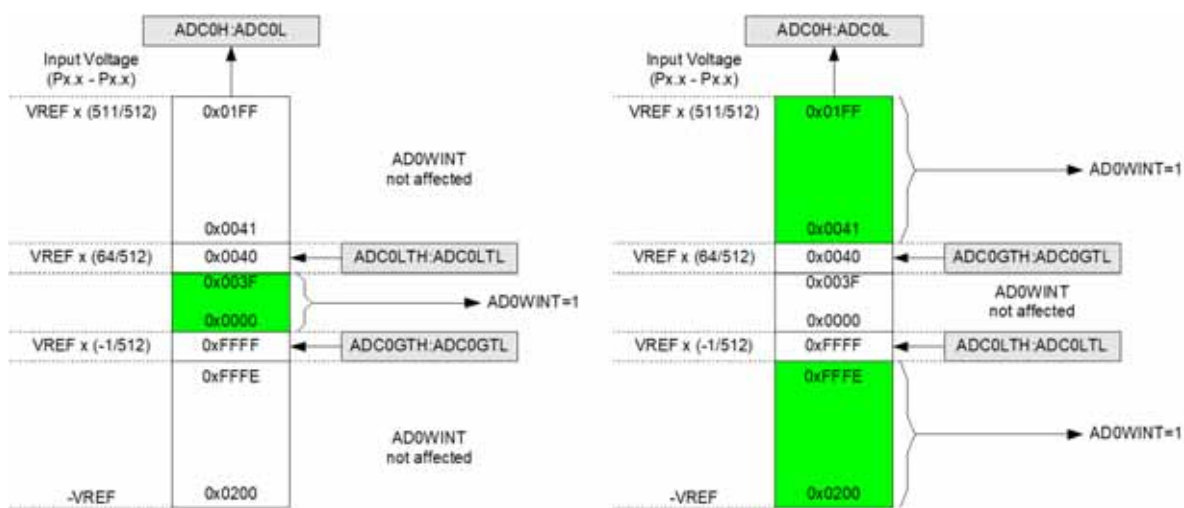 ADC0H:ADC0L
Input Voltage
(Px.x - Px.x)
VREF x (511/512)
0x01FF
AD0WINT
not affected
0x0041
VREF x (64/512)
0x0040
ADC0LTH:ADC0LTL
0x003F
AD0WINT=1
0x0000
VREF x (-1/512)
0xFFFF
ADC0GTH:ADC0GTL
0xFFFE
AD0WINT
not affected
-VREF
0x0200
ADC0H:ADC0L
Input Voltage
(Px.x - Px.x)
VREF x (511/512)
0x01FF
AD0WINT=1
0x0041
VREF x (64/512)
0x0040
ADC0GTH:ADC0GTL
0x003F
AD0WINT
not affected
0x0000
VREF x (-1/512)
0xFFFF
ADC0LTH:ADC0LTL
0xFFFE
AD0WINT=1
-VREF
0x0200